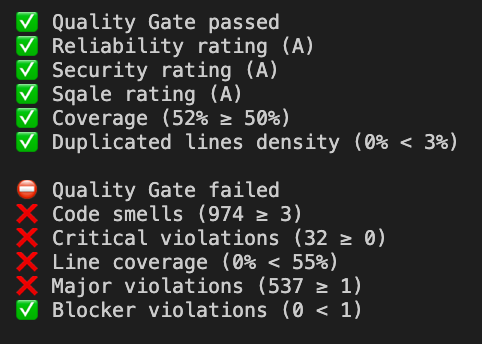 ✅ Quality Gate passed
✅ Reliability rating (A)
✅ Security rating (A)
✅ Sqale rating (A)
✅ Coverage (52% ≥ 50%)
✅ Duplicated lines density (0% < 3%)

⛔ Quality Gate failed
❌ Code smells (974 ≥ 3)
❌ Critical violations (32 ≥ 0)
❌ Line coverage (0% < 55%)
❌ Major violations (537 ≥ 1)
✅ Blocker violations (0 < 1)